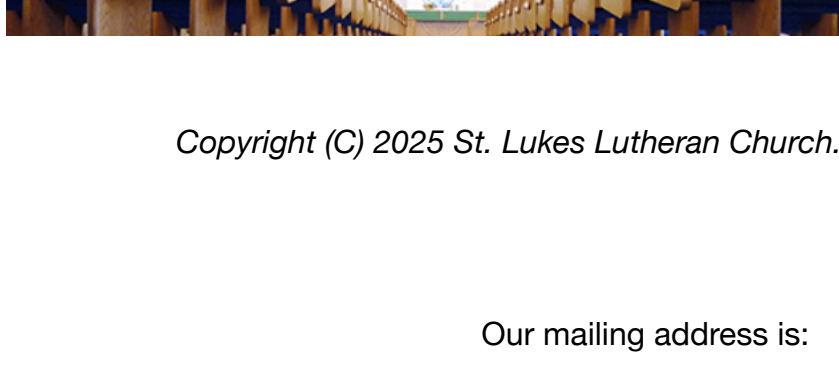 Copyright (C) 2025 St. Lukes Lutheran Church.
Our mailing address is: